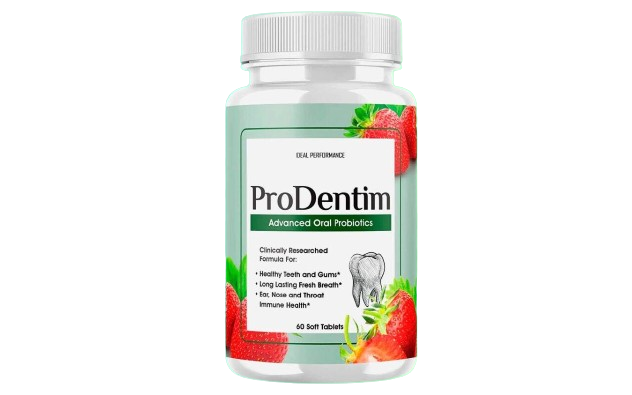 IDEAL PERFORMANCE
ProDentim
Advanced Oral Probiotics
Clinically Researched
Formula For:
• Healthy Teeth and Gums*
• Long Lasting Fresh Breath*
• Ear, Nose and Throat
Immune Health*
60 Soft Tablets